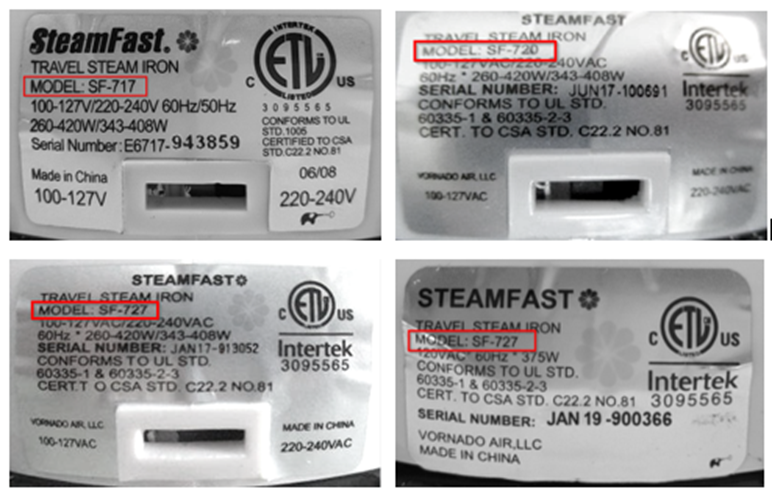 SteamFast.
TRAVEL STEAM IRON
MODEL: SF-717
100-127V/220-240V 60Hz/50Hz
260-420W/343-408W
Serial Number: E6717-943859
Made in China
100-127V
INTERTEK
ETL
LISTED
C US
3095565
CONFORMS TO UL
STD.1005
CERTIFIED TO CSA
STD.C22.2 NO.81
06/08
220-240V
STEAMFAST
TRAVEL STEAM IRON
MODEL: SF-720
100-127VAC/220-240VAC
60Hz * 260-420W/343-408W
SERIAL NUMBER: JUN17-100691
CONFORMS TO UL STD.
60335-1 & 60335-2-3
CERT. TO CSA STD. C22.2 NO.81
C ETL US
Intertek
3095565
VORNADO AIR, LLC.
100-127VAC
MADE IN CHINA
220-240VAC
STEAMFAST
TRAVEL STEAM IRON
MODEL: SF-727
100-127VAC/220-240VAC
60Hz * 260-420W/343-408W
SERIAL NUMBER: JAN17-913052
CONFORMS TO UL STD.
60335-1 & 60335-2-3
CERT.T O CSA STD. C22.2 NO.81
C ETL US
Intertek
3095565
VORNADO AIR, LLC.
100-127VAC
MADE IN CHINA
220-240VAC
STEAMFAST
TRAVEL STEAM IRON
MODEL: SF-727
120VAC * 60Hz * 375W
CONFORMS TO UL STD.
60335-1 & 60335-2-3
CERT. TO CSA STD. C22.2 NO.81
SERIAL NUMBER: JAN 19-900366
VORNADO AIR,LLC
MADE IN CHINA
C ETL US
Intertek
3095565